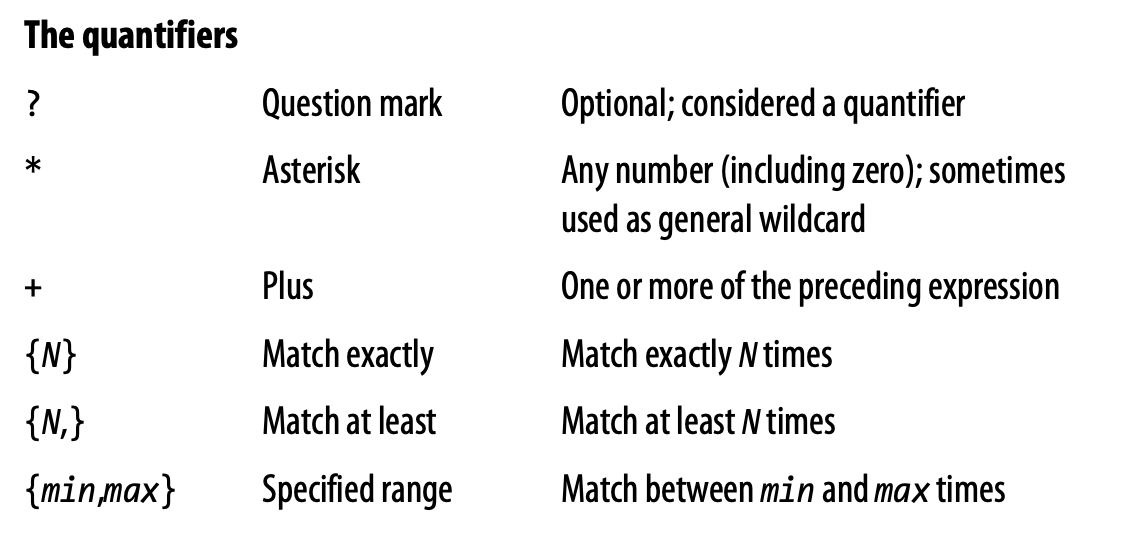 The quantifiers
? Question mark Optional; considered a quantifier
* Asterisk Any number (including zero); sometimes
used as general wildcard
+ Plus One or more of the preceding expression
{N} Match exactly Match exactly N times
{N,} Match at least Match at least N times
{min,max} Specified range Match between min and max times